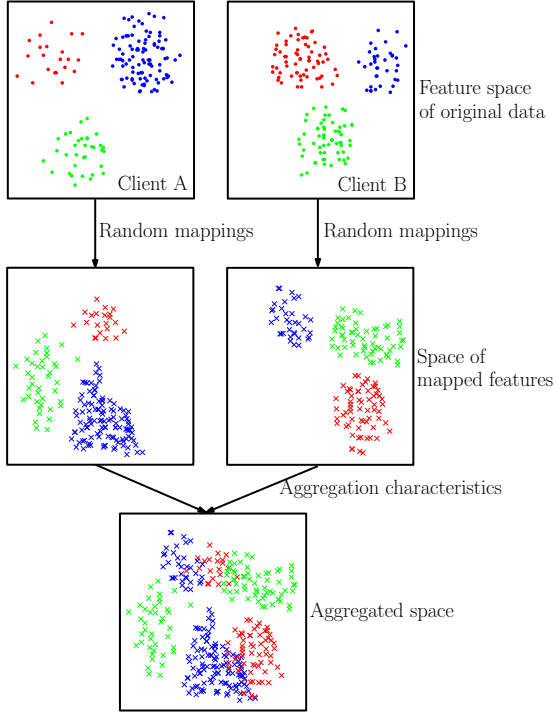 Feature space
of original data
Client A
Client B
Random mappings
Random mappings
Space of
mapped features
Aggregation characteristics
Aggregated space